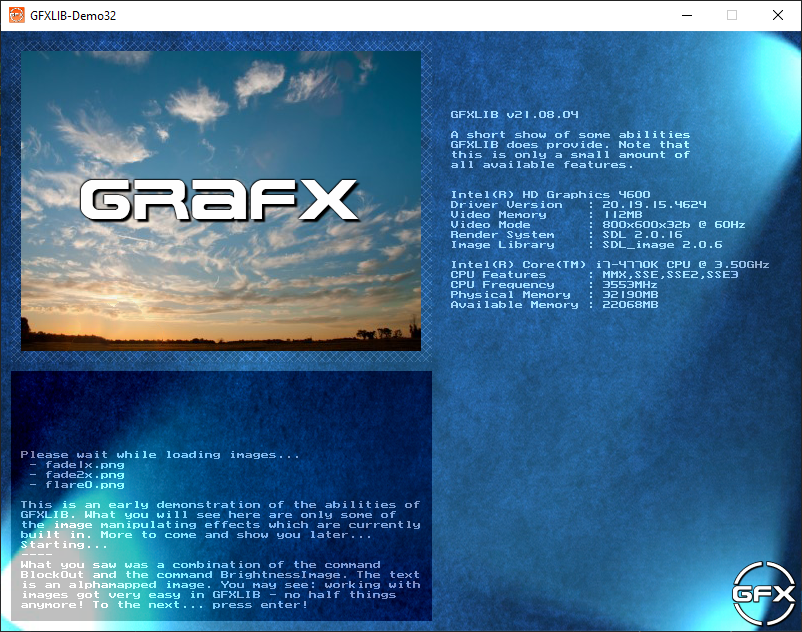 GFXLIB-Demo32
GRAFX
GFXLIB v21.08.04
A short show of some abilities
GFXLIB does provide. Note that
this is only a small amount of
all available features.
Intel(R) HD Graphics 4600
Driver Version : 20.19.15.4624
Video Memory : 112MB
Video Mode : 800x600x32b @ 60Hz
Render System : SDL 2.0.16
Image Library : SDL_image 2.0.6
Intel(R) Core(TM) i7-4770K CPU @ 3.50GHz
CPU Features : MMX,SSE,SSE2,SSE3
CPU Frequency : 3553MHz
Physical Memory : 32190MB
Available Memory : 22068MB
Please wait while loading images...
- fade1x.png
- fade2x.png
- flare0.png
This is an early demonstration of the abilities of
GFXLIB. What you will see here are only some of
the image manipulating effects which are currently
built in. More to come and show you later...
Starting...
----
What you saw was a combination of the command
BlockOut and the command BrightnessImage. The text
is an alphamapped image. You may see: working with
images got very easy in GFXLIB - no half things
anymore! To the next... press enter!
GFX